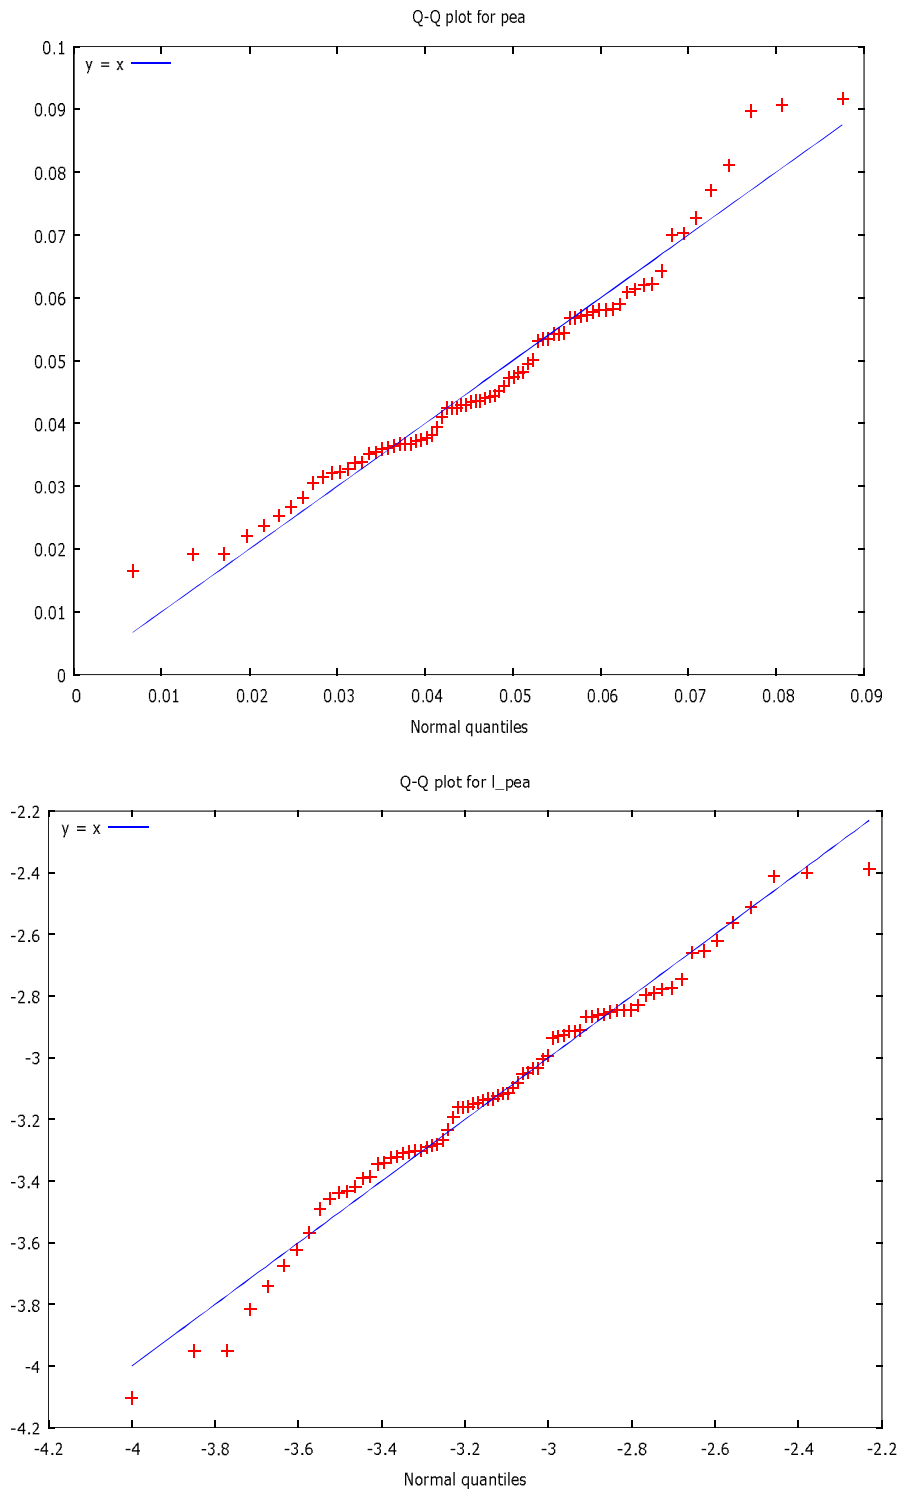 Q-Q plot for pea
0.1
y = x
0.09
0.08
0.07
0.06
0.05
0.04
0.03
0.02
0.01
0
0 0.01 0.02 0.03 0.04 0.05 0.06 0.07 0.08 0.09
Normal quantiles
Q-Q plot for l_pea
-2.2
y = x
-2.4
-2.6
-2.8
-3
-3.2
-3.4
-3.6
-3.8
-4
-4.2
-4.2 -4 -3.8 -3.6 -3.4 -3.2 -3 -2.8 -2.6 -2.4 -2.2
Normal quantiles